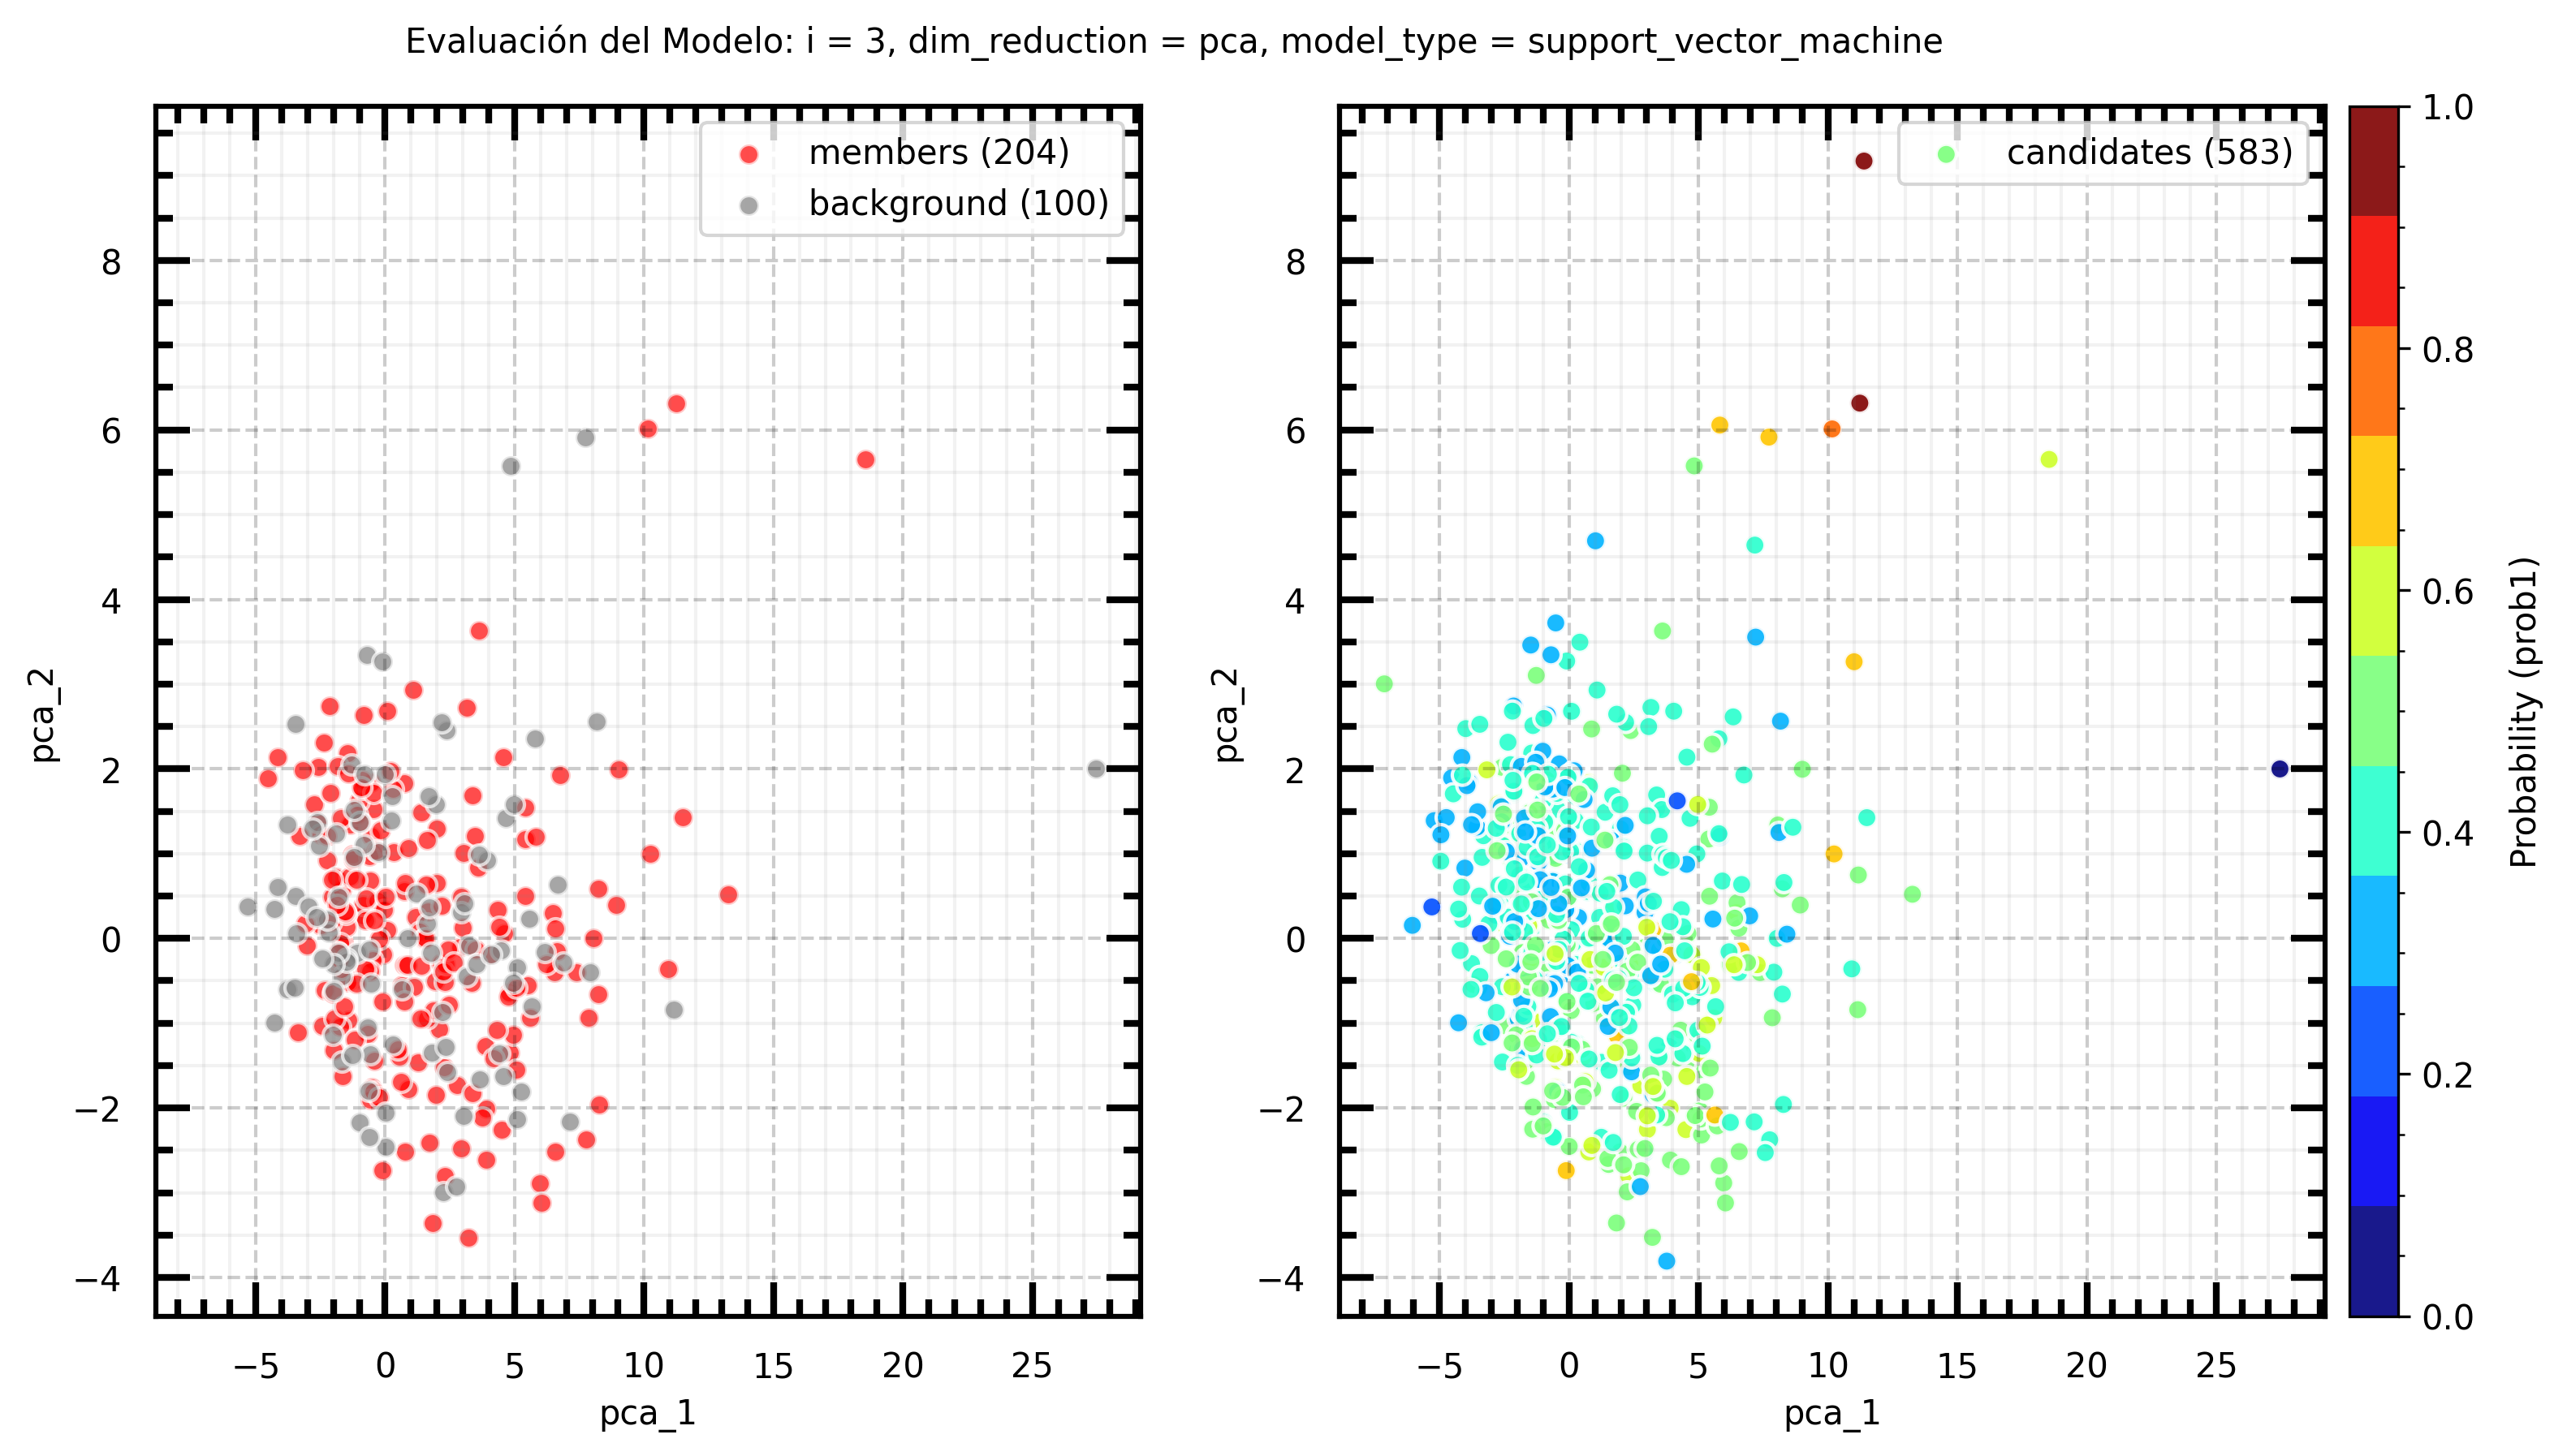 Evaluación del Modelo: i = 3, dim_reduction = pca, model_type = support_vector_machine
members (204)
background (100)
8
6
4
2
0
−2
−4
pca_2
−5 0 5 10 15 20 25
pca_1
candidates (583)
8
6
4
2
0
−2
−4
pca_2
−5 0 5 10 15 20 25
pca_1
1.0
0.8
0.6
0.4
0.2
0.0
Probability (prob1)